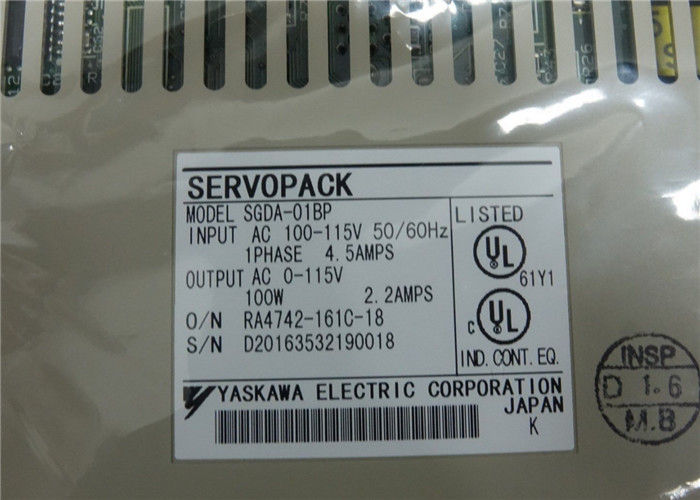 SERVOPACK
MODEL SGDA-01BP
INPUT AC 100-115V 50/60Hz
1PHASE 4.5AMPS
OUTPUT AC 0-115V
100W 2.2AMPS
O/N RA4742-161C-18
S/N D20163532190018
LISTED
UL
61Y1
C UL
IND. CONT. EQ.
YASKAWA ELECTRIC CORPORATION
JAPAN
K
INSP
D 1.6
M.B